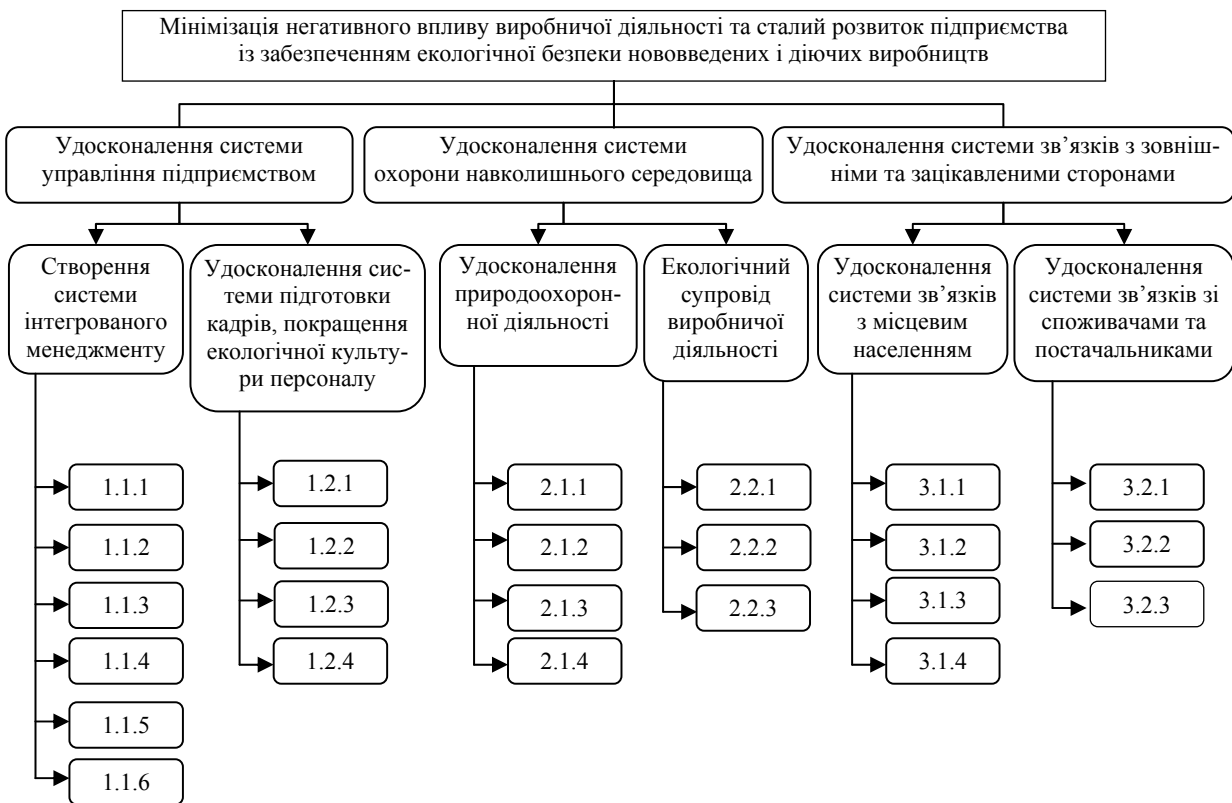 Мінімізація негативного впливу виробничої діяльності та сталий розвиток підприємства
із забезпеченням екологічної безпеки нововведених і діючих виробництв
Удосконалення системи
управління підприємством
Удосконалення системи
охорони навколишнього середовища
Удосконалення системи зв’язків з зовніш-
німи та зацікавленими сторонами
Створення
системи
інтегрованого
менеджменту
Удосконалення сис-
теми підготовки
кадрів, покращення
екологічної культу-
ри персоналу
Удосконалення
природоохорон-
ної діяльності
Екологічний
супровід
виробничої
діяльності
Удосконалення
системи зв’язків
з місцевим
населенням
Удосконалення
системи зв’язків зі
споживачами та
постачальниками
1.1.1
1.1.2
1.1.3
1.1.4
1.1.5
1.1.6
1.2.1
1.2.2
1.2.3
1.2.4
2.1.1
2.1.2
2.1.3
2.1.4
2.2.1
2.2.2
2.2.3
3.1.1
3.1.2
3.1.3
3.1.4
3.2.1
3.2.2
3.2.3